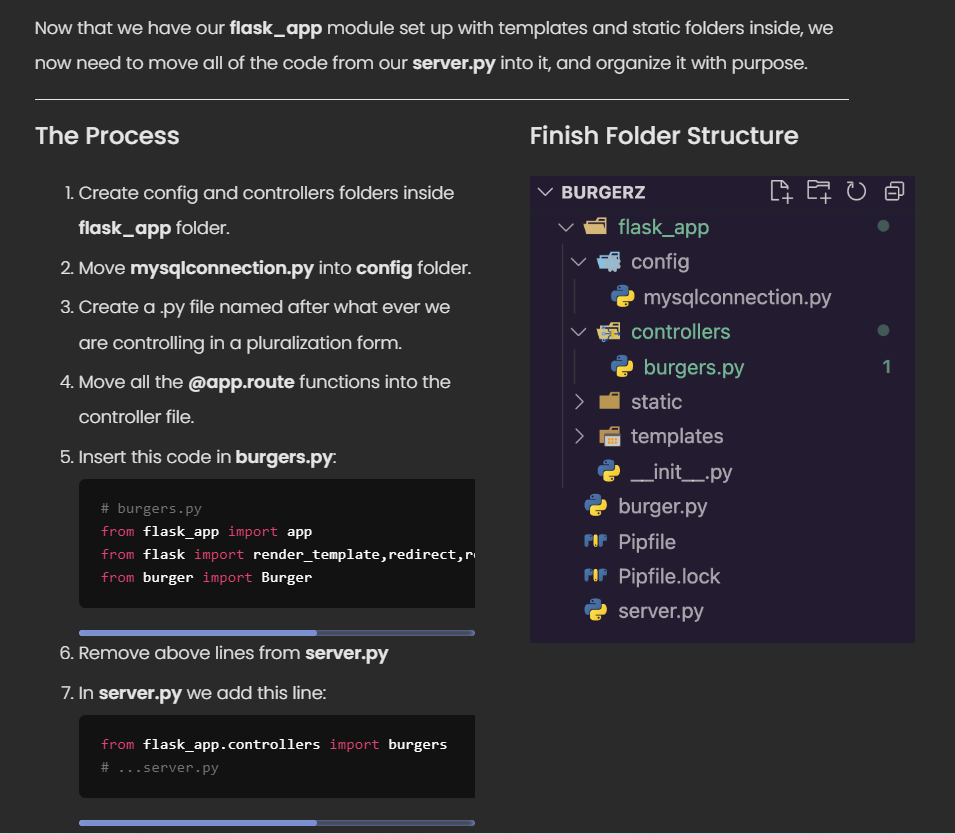 Now that we have our flask_app module set up with templates and static folders inside, we
now need to move all of the code from our server.py into it, and organize it with purpose.
The Process
1. Create config and controllers folders inside
flask_app folder.
2. Move mysqlconnection.py into config folder.
3. Create a .py file named after what ever we
are controlling in a pluralization form.
4. Move all the @app.route functions into the
controller file.
5. Insert this code in burgers.py:
# burgers.py
from flask_app import app
from flask import render_template,redirect,
from burger import Burger
6. Remove above lines from server.py
7. In server.py we add this line:
from flask_app.controllers import burgers
# ...server.py
Finish Folder Structure
BURGERZ
flask_app
config
mysqlconnection.py
controllers
burgers.py 1
static
templates
__init__.py
burger.py
Pipfile
Pipfile.lock
server.py